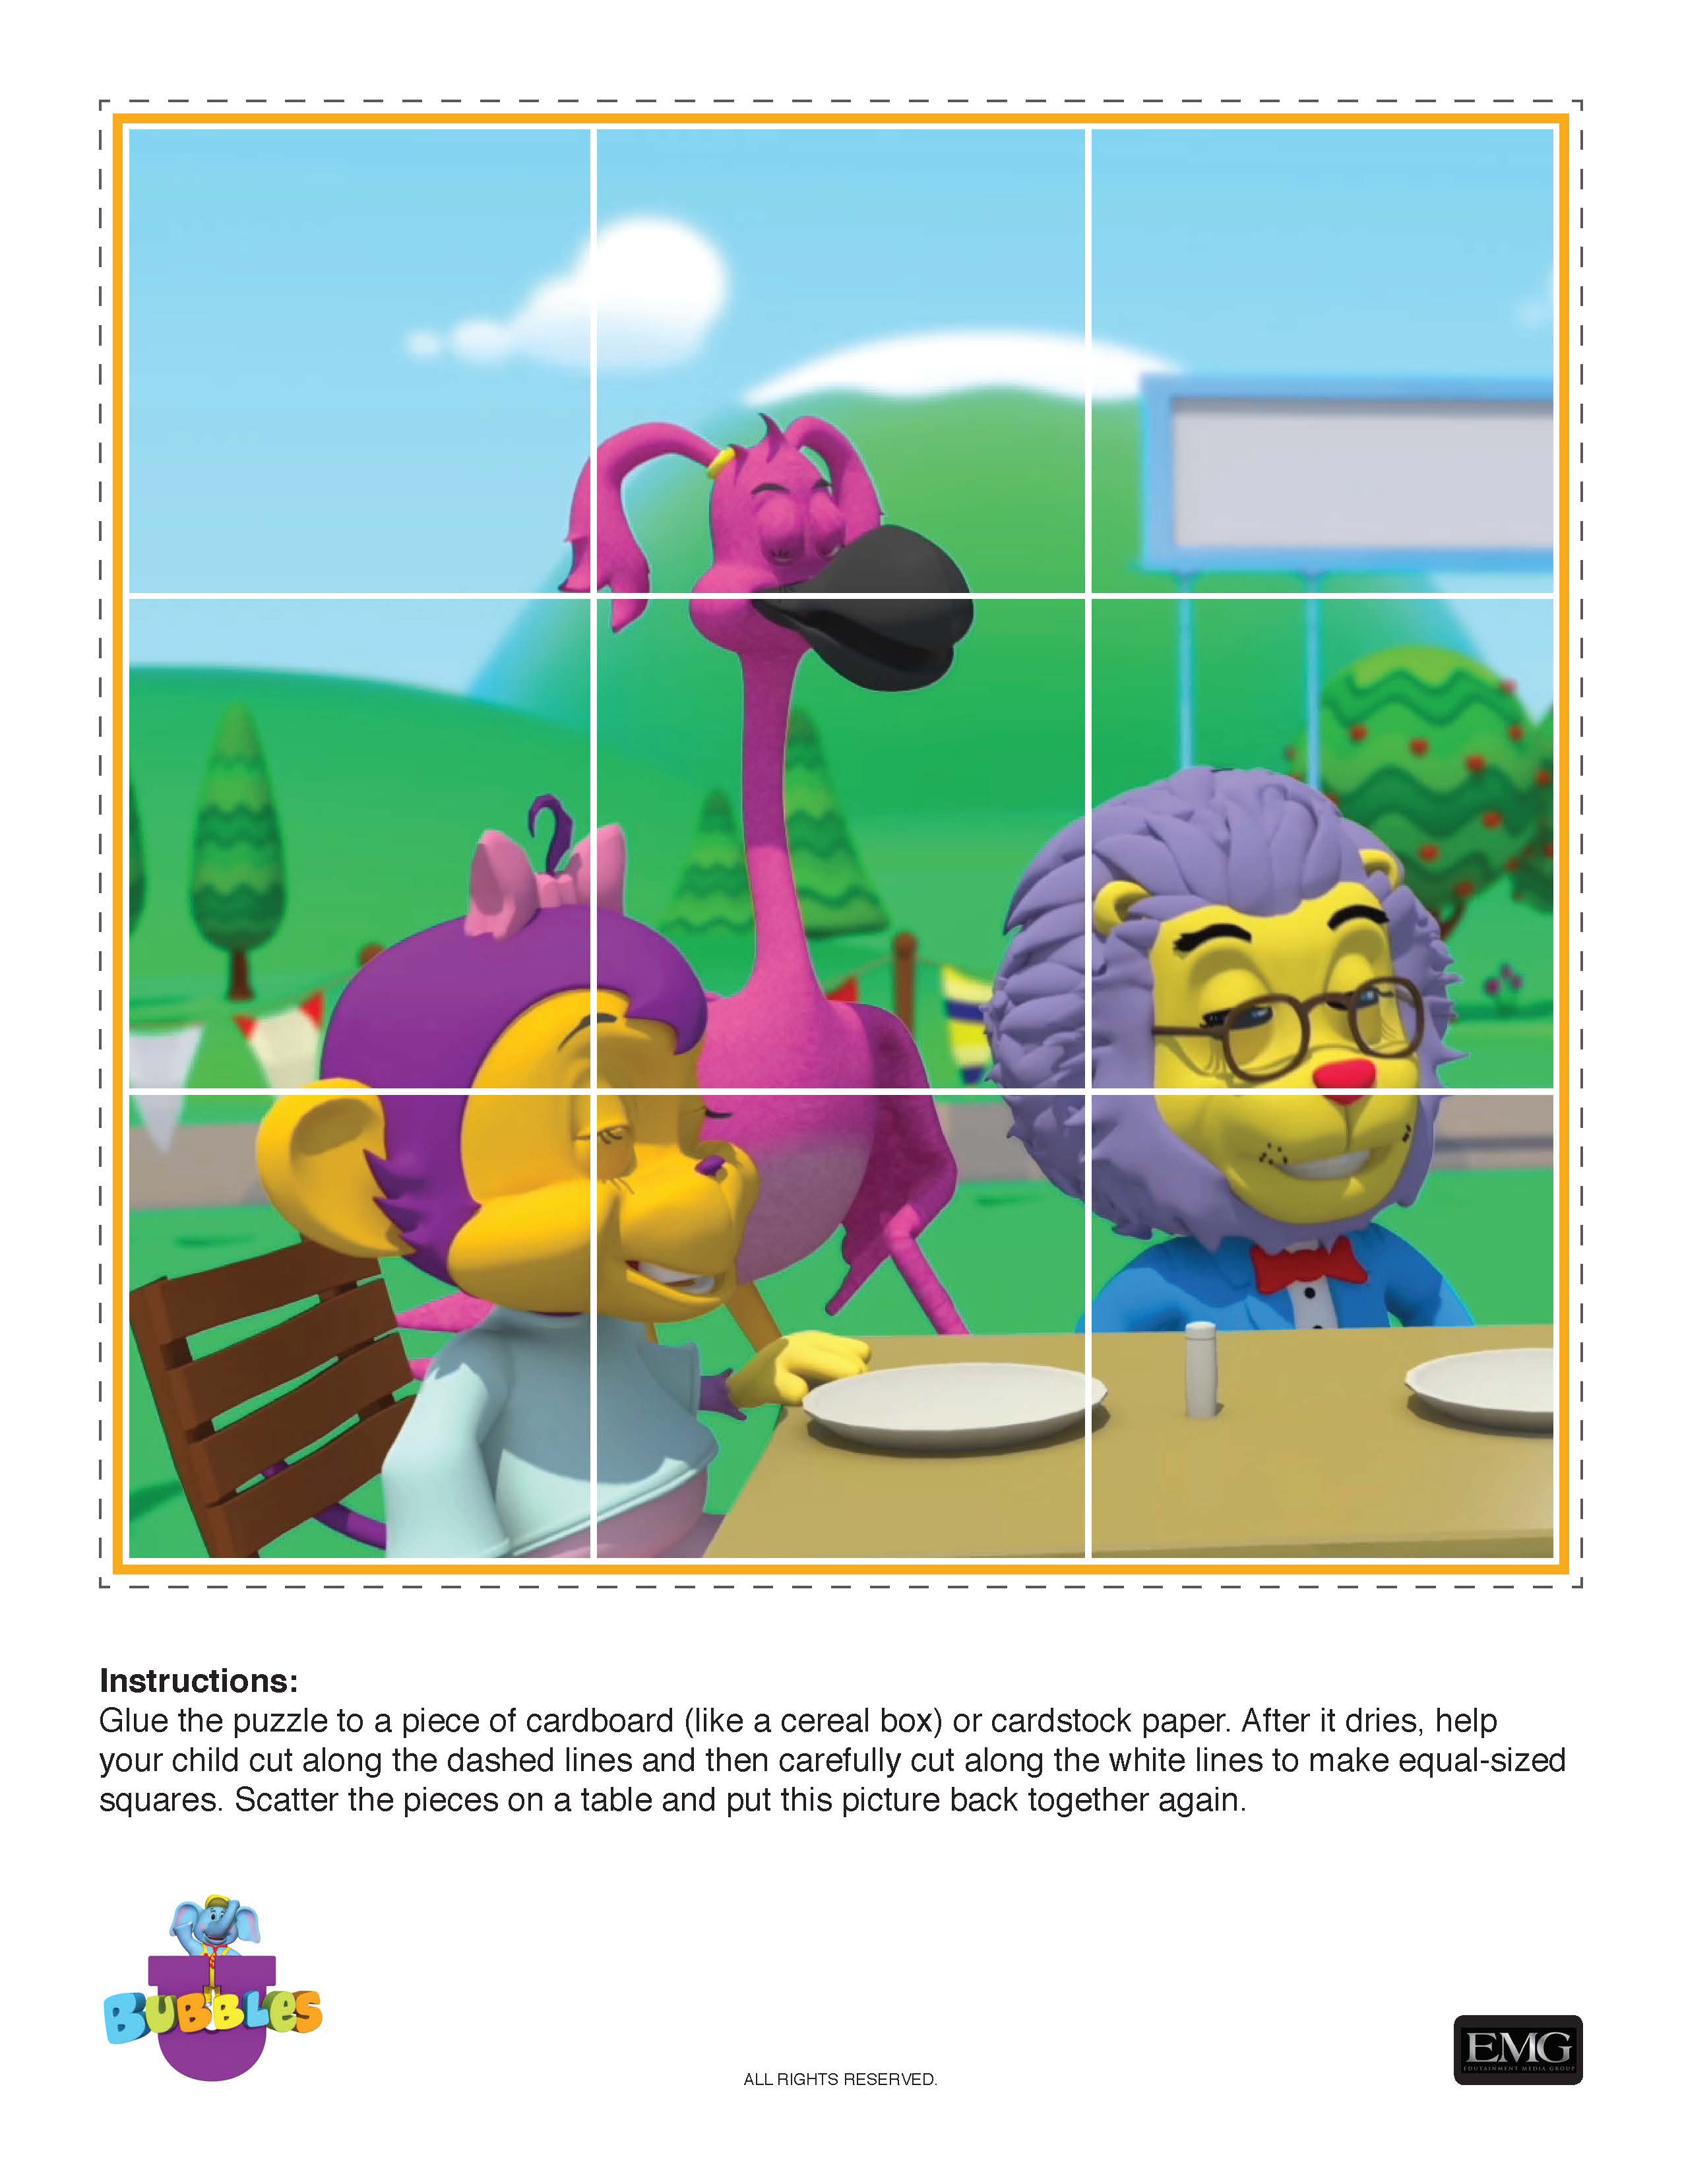 Instructions:
Glue the puzzle to a piece of cardboard (like a cereal box) or cardstock paper. After it dries, help
your child cut along the dashed lines and then carefully cut along the white lines to make equal-sized
squares. Scatter the pieces on a table and put this picture back together again.
U
BUBBLES
ALL RIGHTS RESERVED.
EMG
EDUTAINMENT MEDIA GROUP